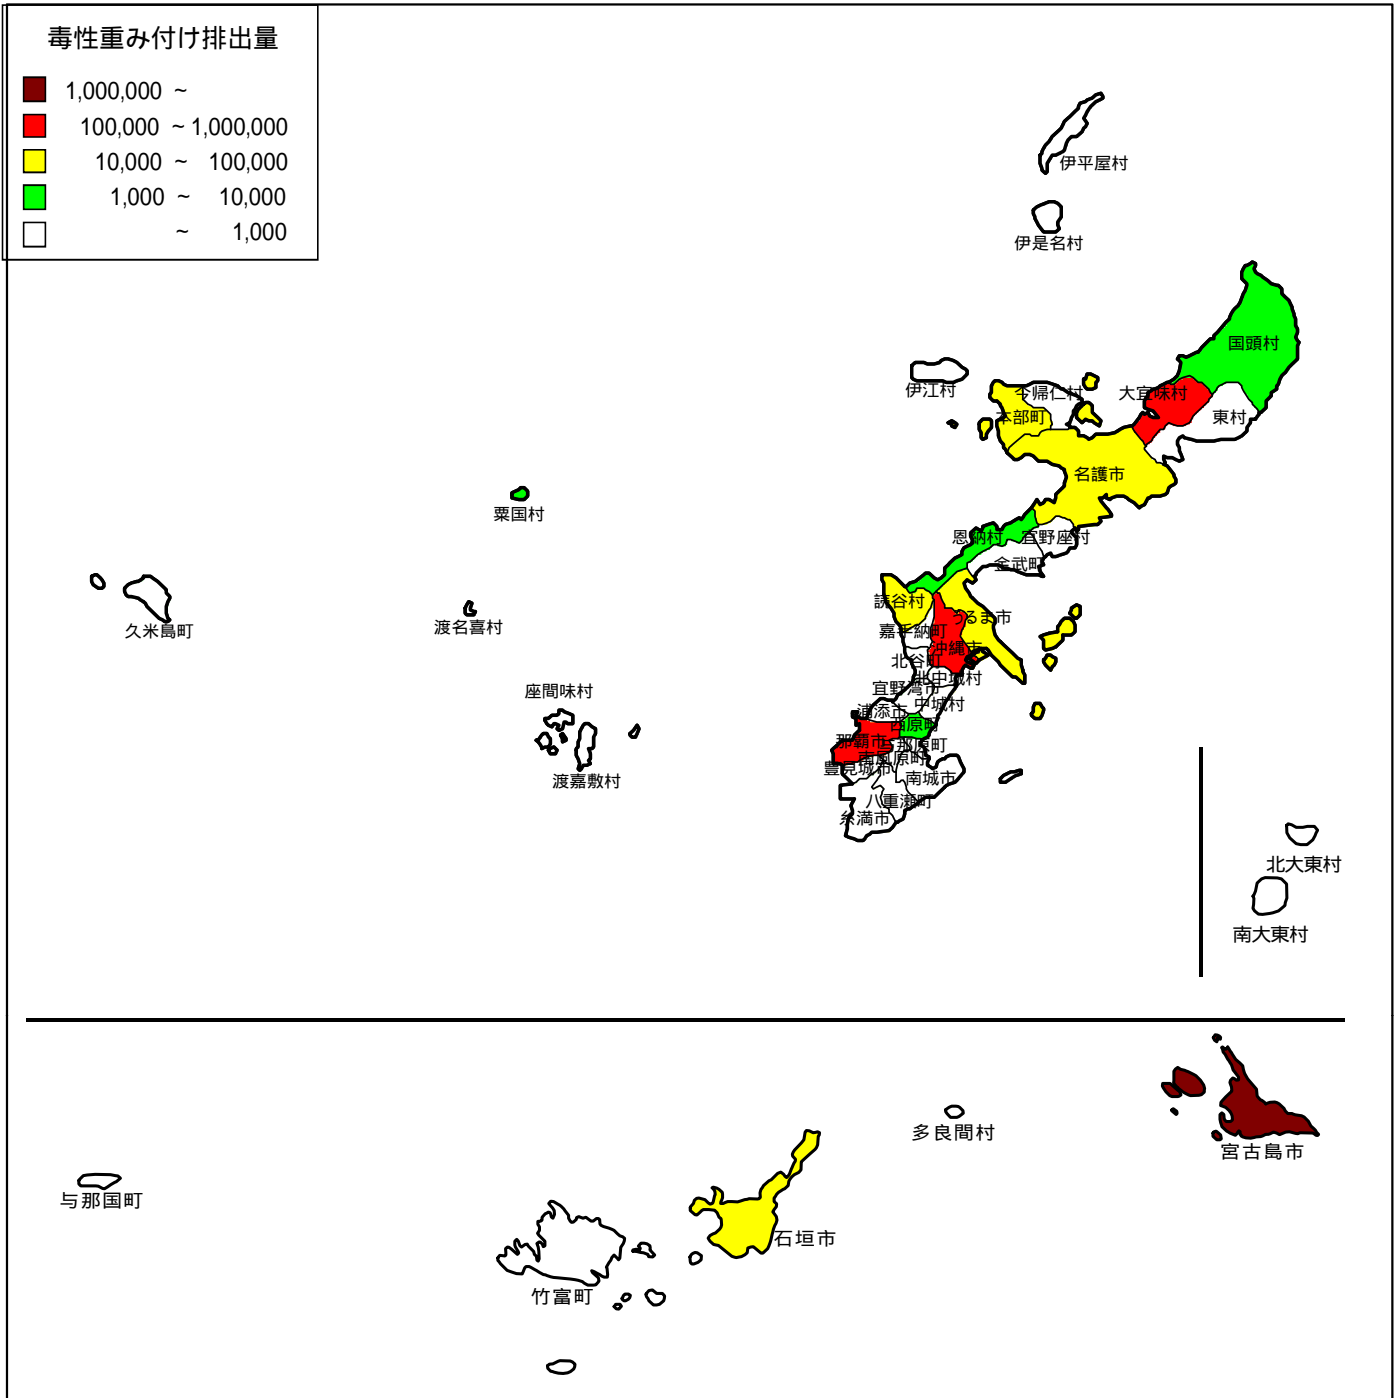 毒性重み付け排出量
1,000,000 ~
100,000 ~ 1,000,000
10,000 ~ 100,000
1,000 ~ 10,000
~ 1,000
伊平屋村
伊是名村
国頭村
伊江村
今帰仁村
大宜味村
本部町
東村
名護市
粟国村
恩納村
宜野座村
金武町
読谷村
うるま市
久米島町
渡名喜村
嘉手納町
沖縄市
北谷町
北中城村
座間味村
宜野湾市
中城村
浦添市
西原町
那覇市
与那原町
南風原町
豊見城市
渡嘉敷村
南城市
八重瀬町
糸満市
北大東村
南大東村
多良間村
宮古島市
与那国町
石垣市
竹富町